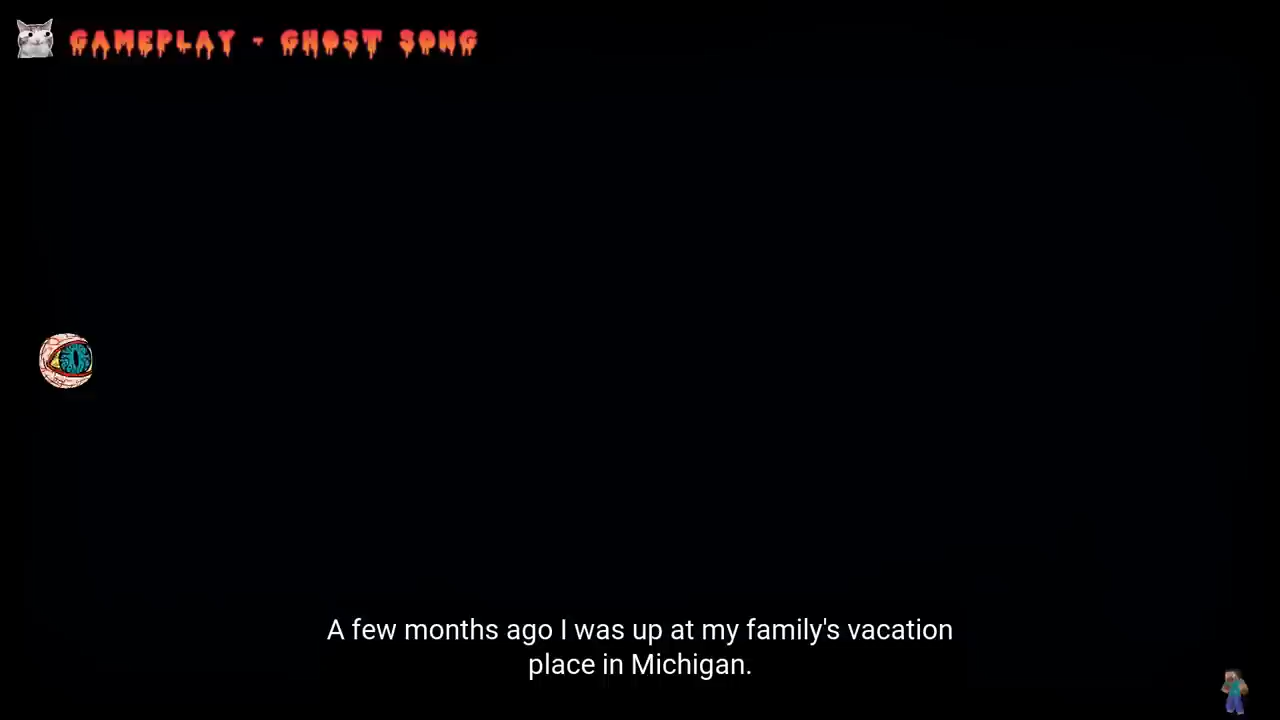 GAMEPLAY - GHOST SONG
A few months ago I was up at my family's vacation
place in Michigan.